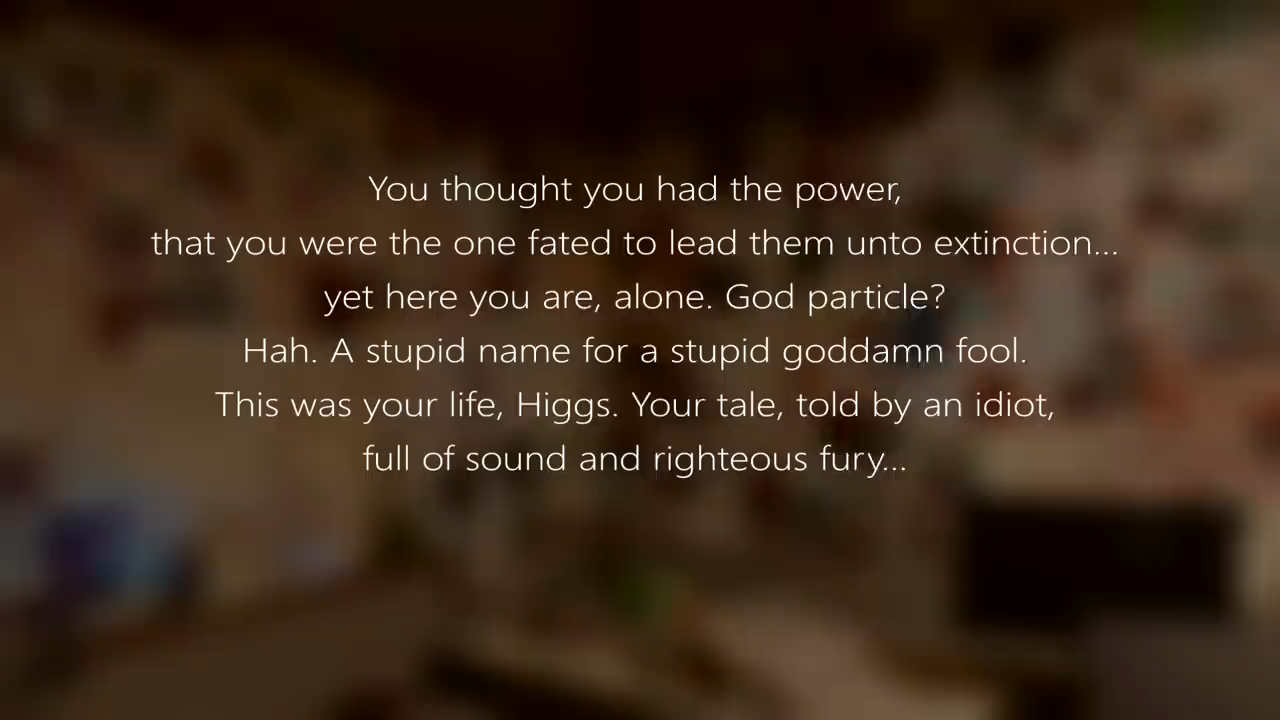 You thought you had the power,
that you were the one fated to lead them unto extinction...
yet here you are, alone. God particle?
Hah. A stupid name for a stupid goddamn fool.
This was your life, Higgs. Your tale, told by an idiot,
full of sound and righteous fury...